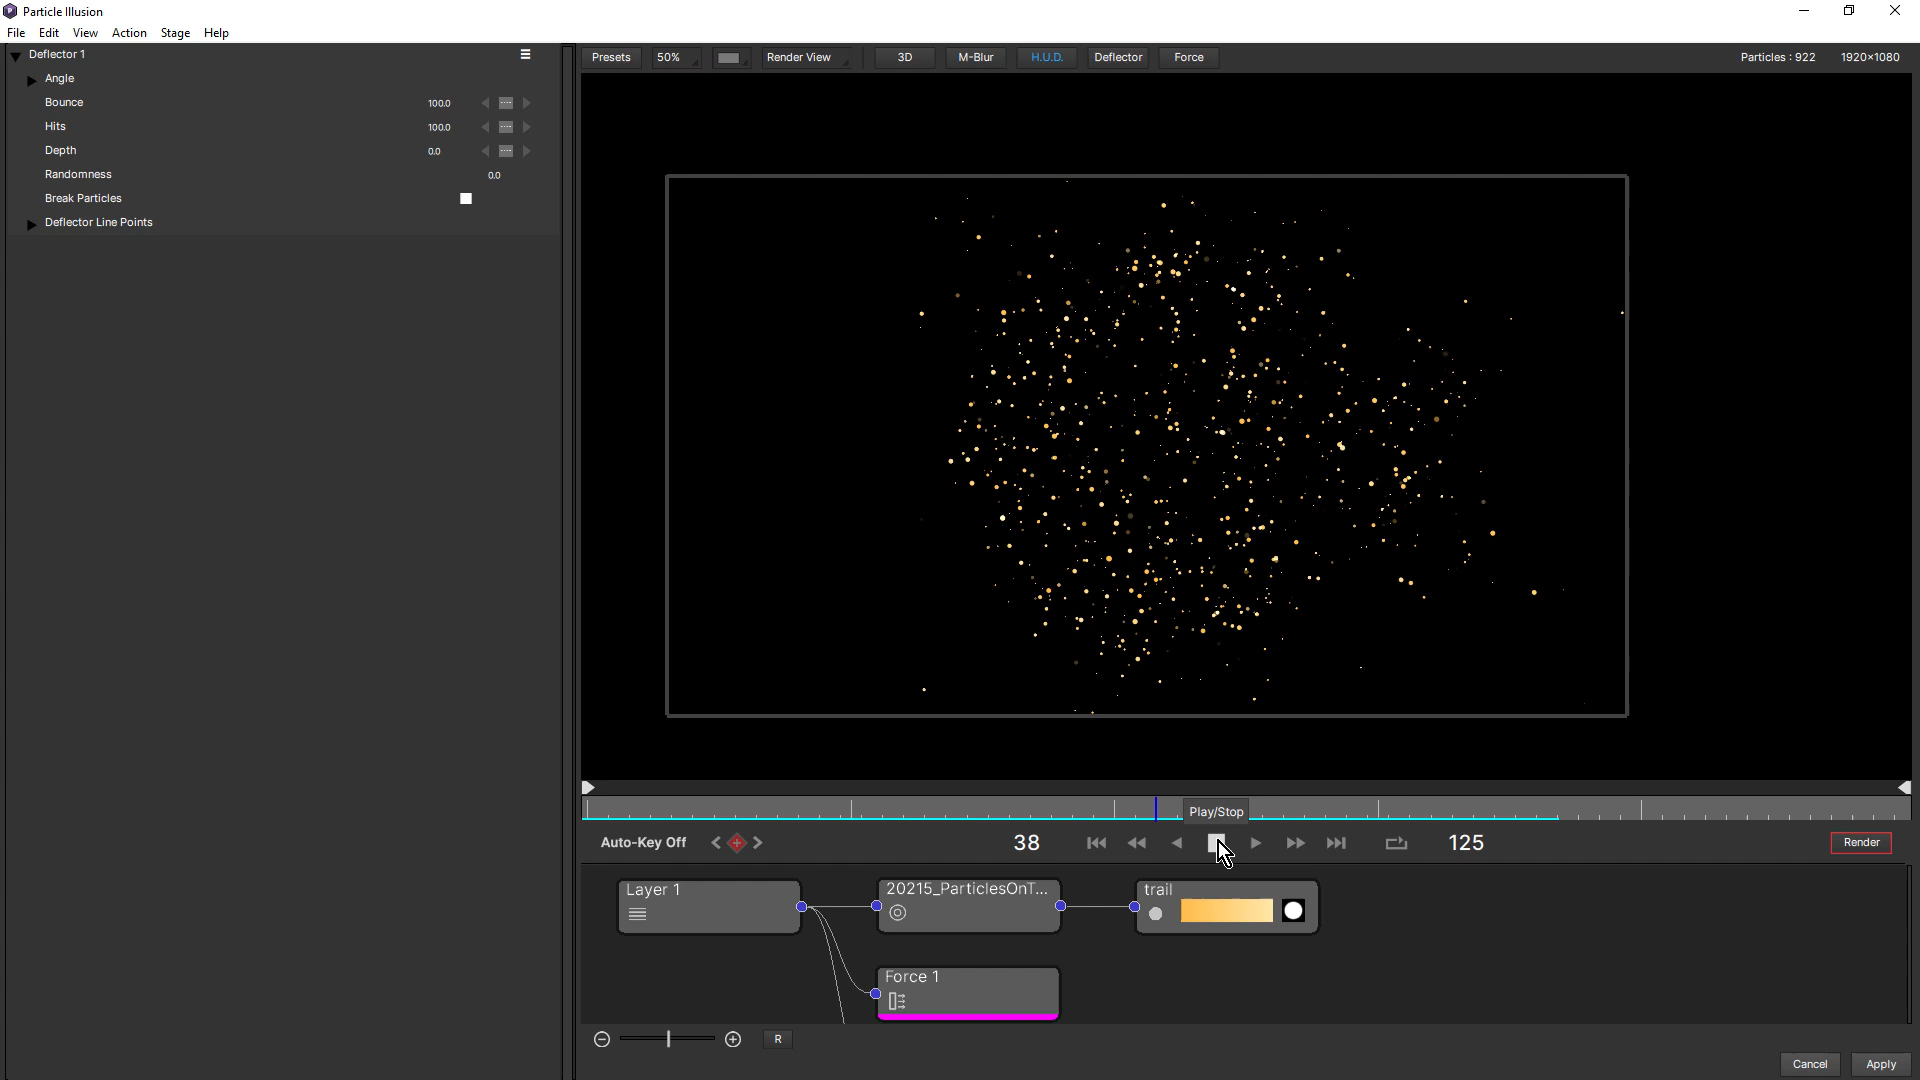 Particle Illusion
File Edit View Action Stage Help
Deflector 1
Angle
Bounce 100.0
Hits 100.0
Depth 0.0
Randomness 0.0
Break Particles
Deflector Line Points
Presets 50% Render View 3D M-Blur H.U.D. Deflector Force Particles : 922 1920×1080
Play/Stop
Auto-Key Off 38 125 Render
Layer 1
20215_ParticlesOnT...
trail
Force 1
R
Cancel Apply